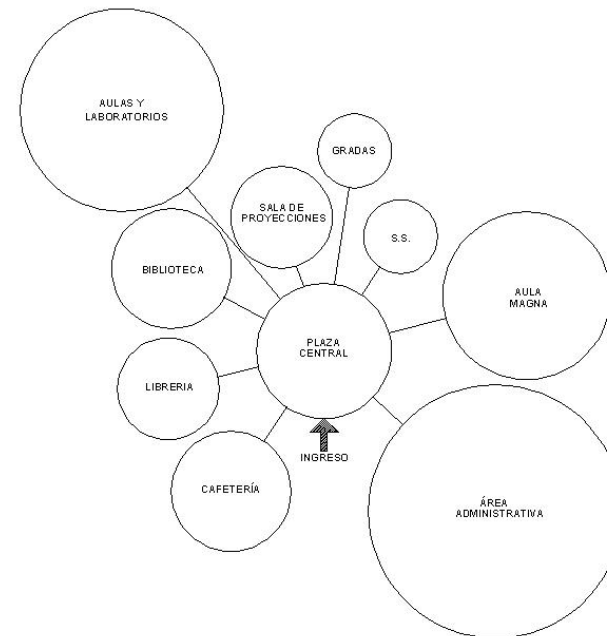 AULAS Y
LABORATORIOS
GRADAS
SALA DE
PROYECCIONES
S.S.
BIBLIOTECA
AULA
MAGNA
PLAZA
CENTRAL
LIBRERIA
INGRESO
CAFETERÍA
ÁREA
ADMINISTRATIVA